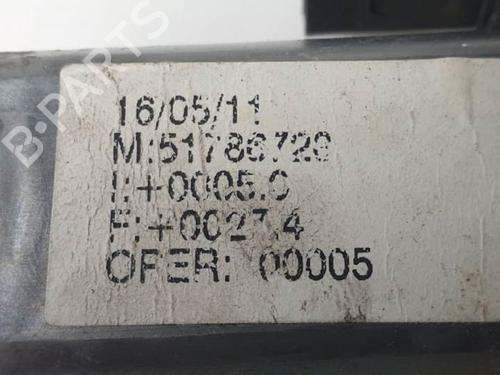 B-PARTS
16/05/11
M:51786729
I:+0005.0
F:+0027.4
OPER: 00005